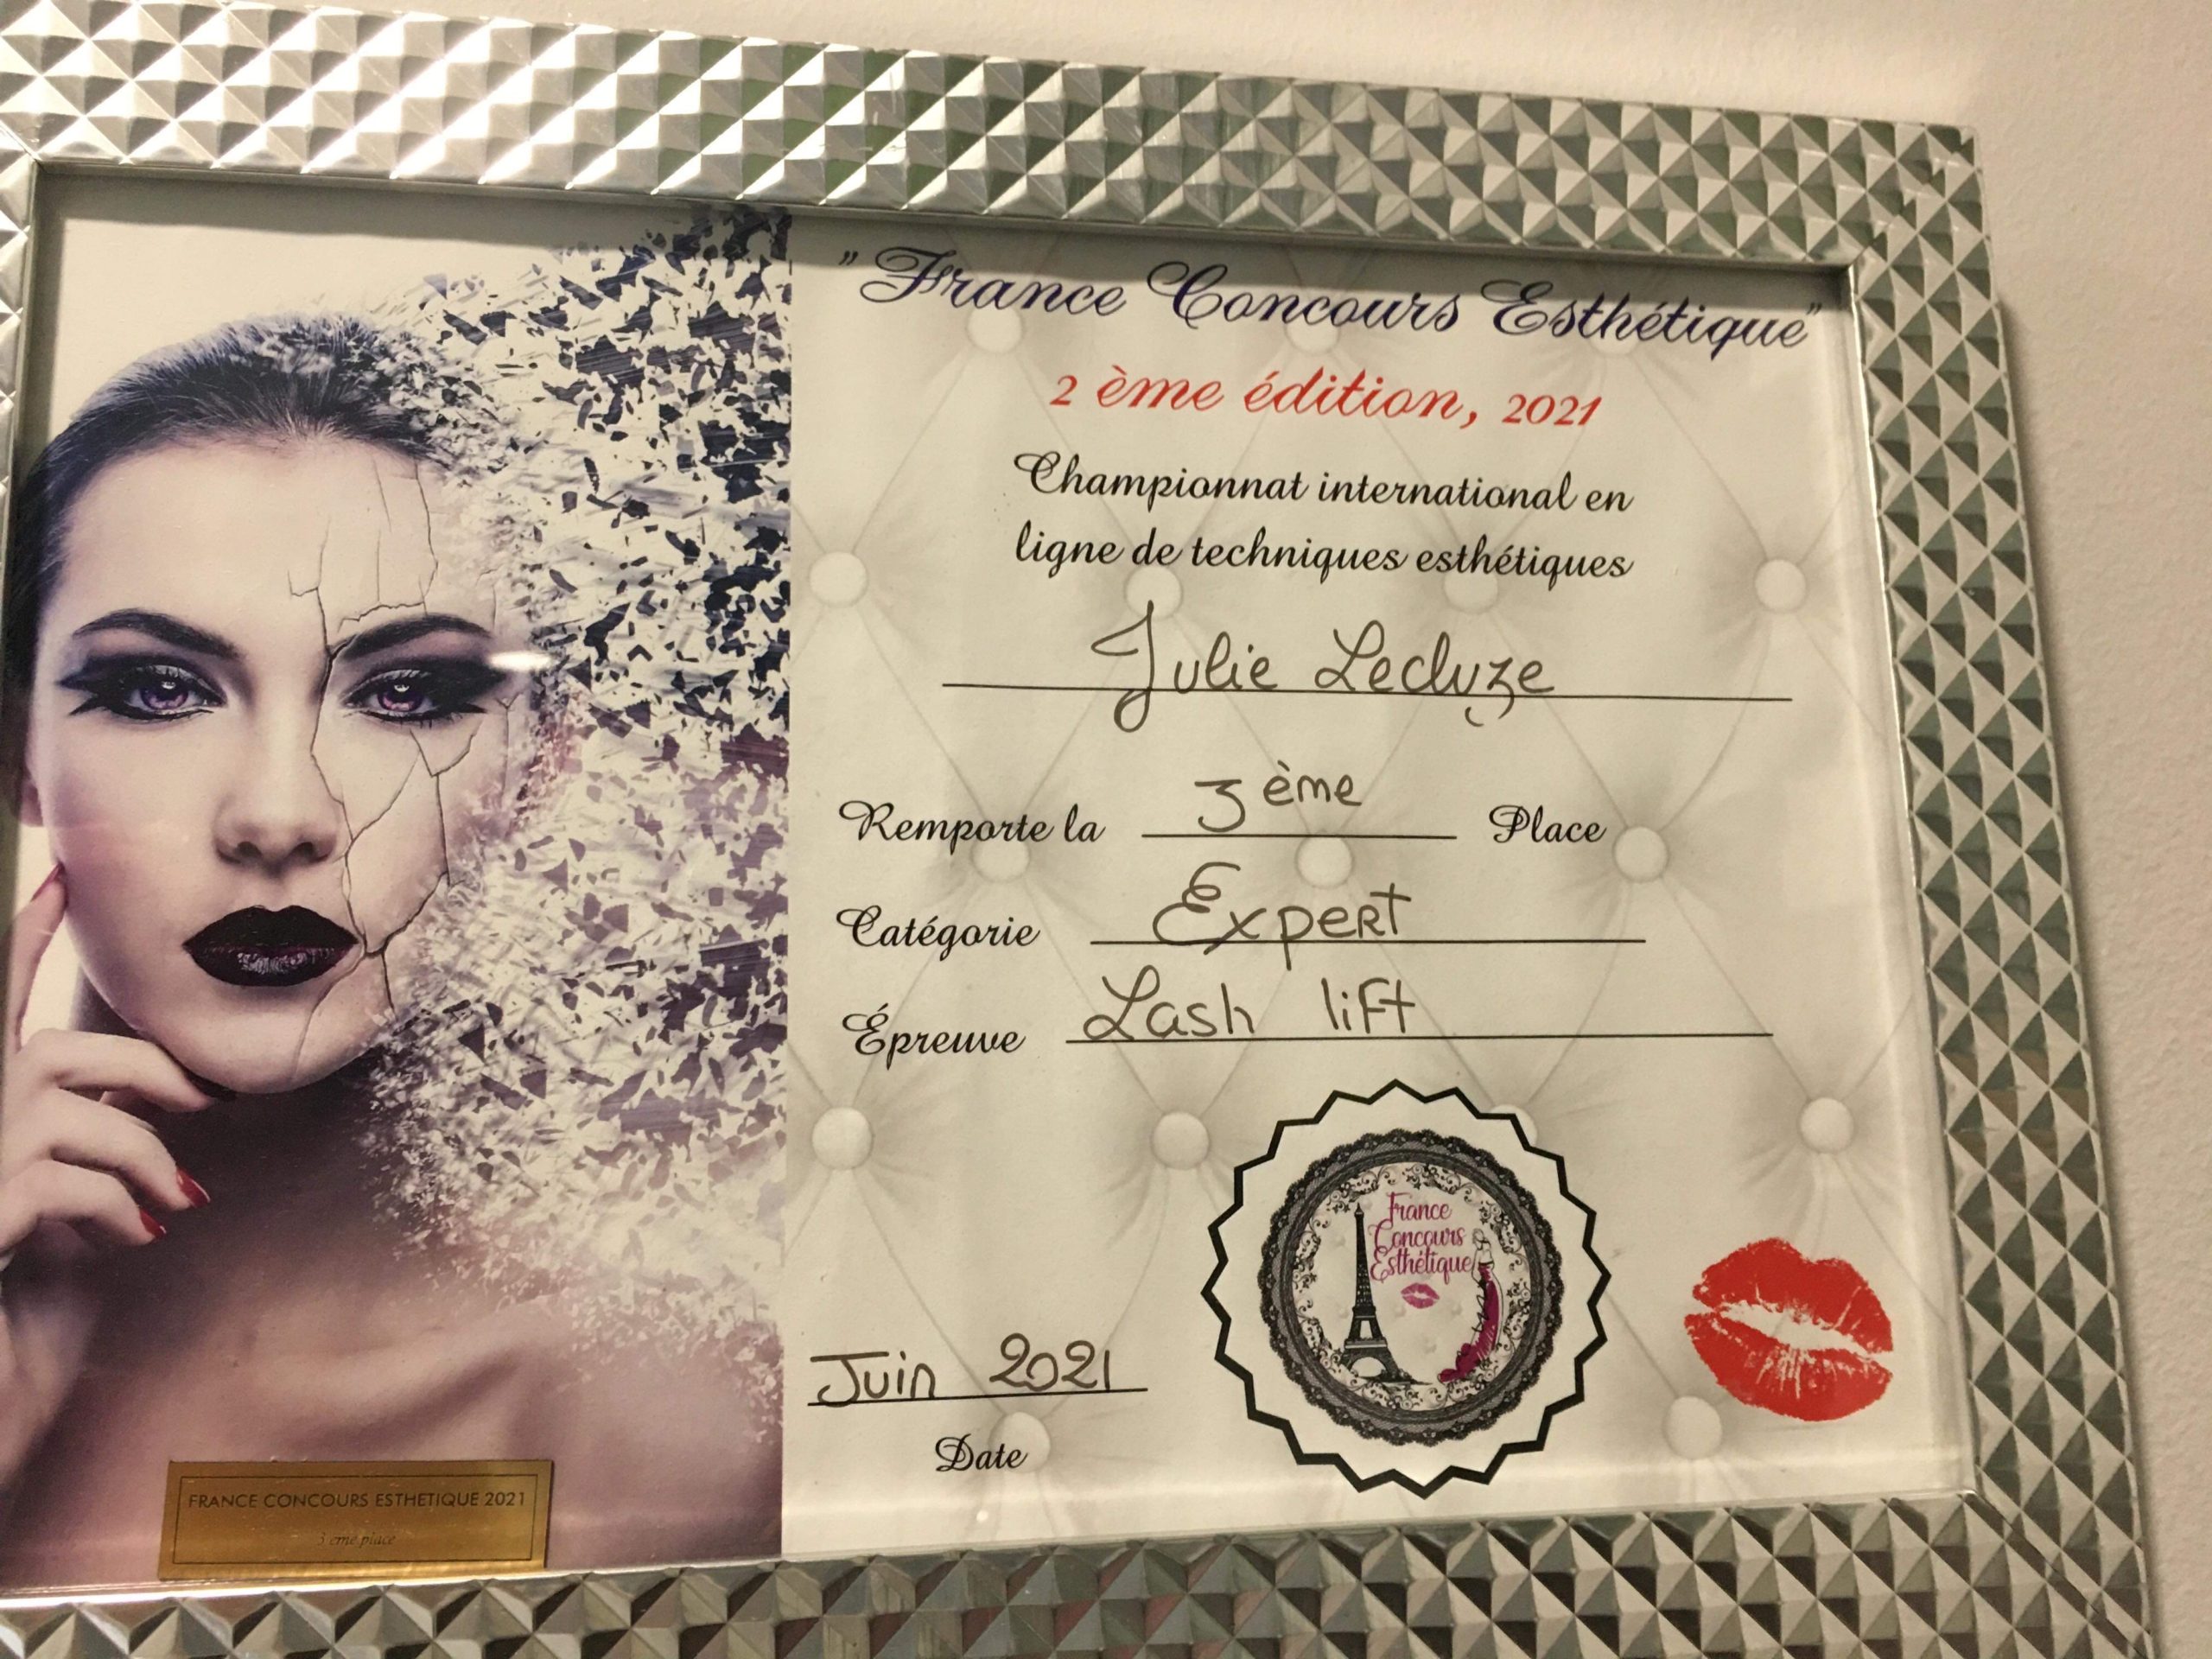 "France Concours Esthétique"
2 ème édition, 2021
Championnat international en
ligne de techniques esthétiques
Julie Lecluze
Remporte la 3ème Place
Catégorie Expert
Épreuve Lash lift
France
Concours
Esthétique
Juin 2021
Date
FRANCE CONCOURS ESTHETIQUE 2021
3 eme place